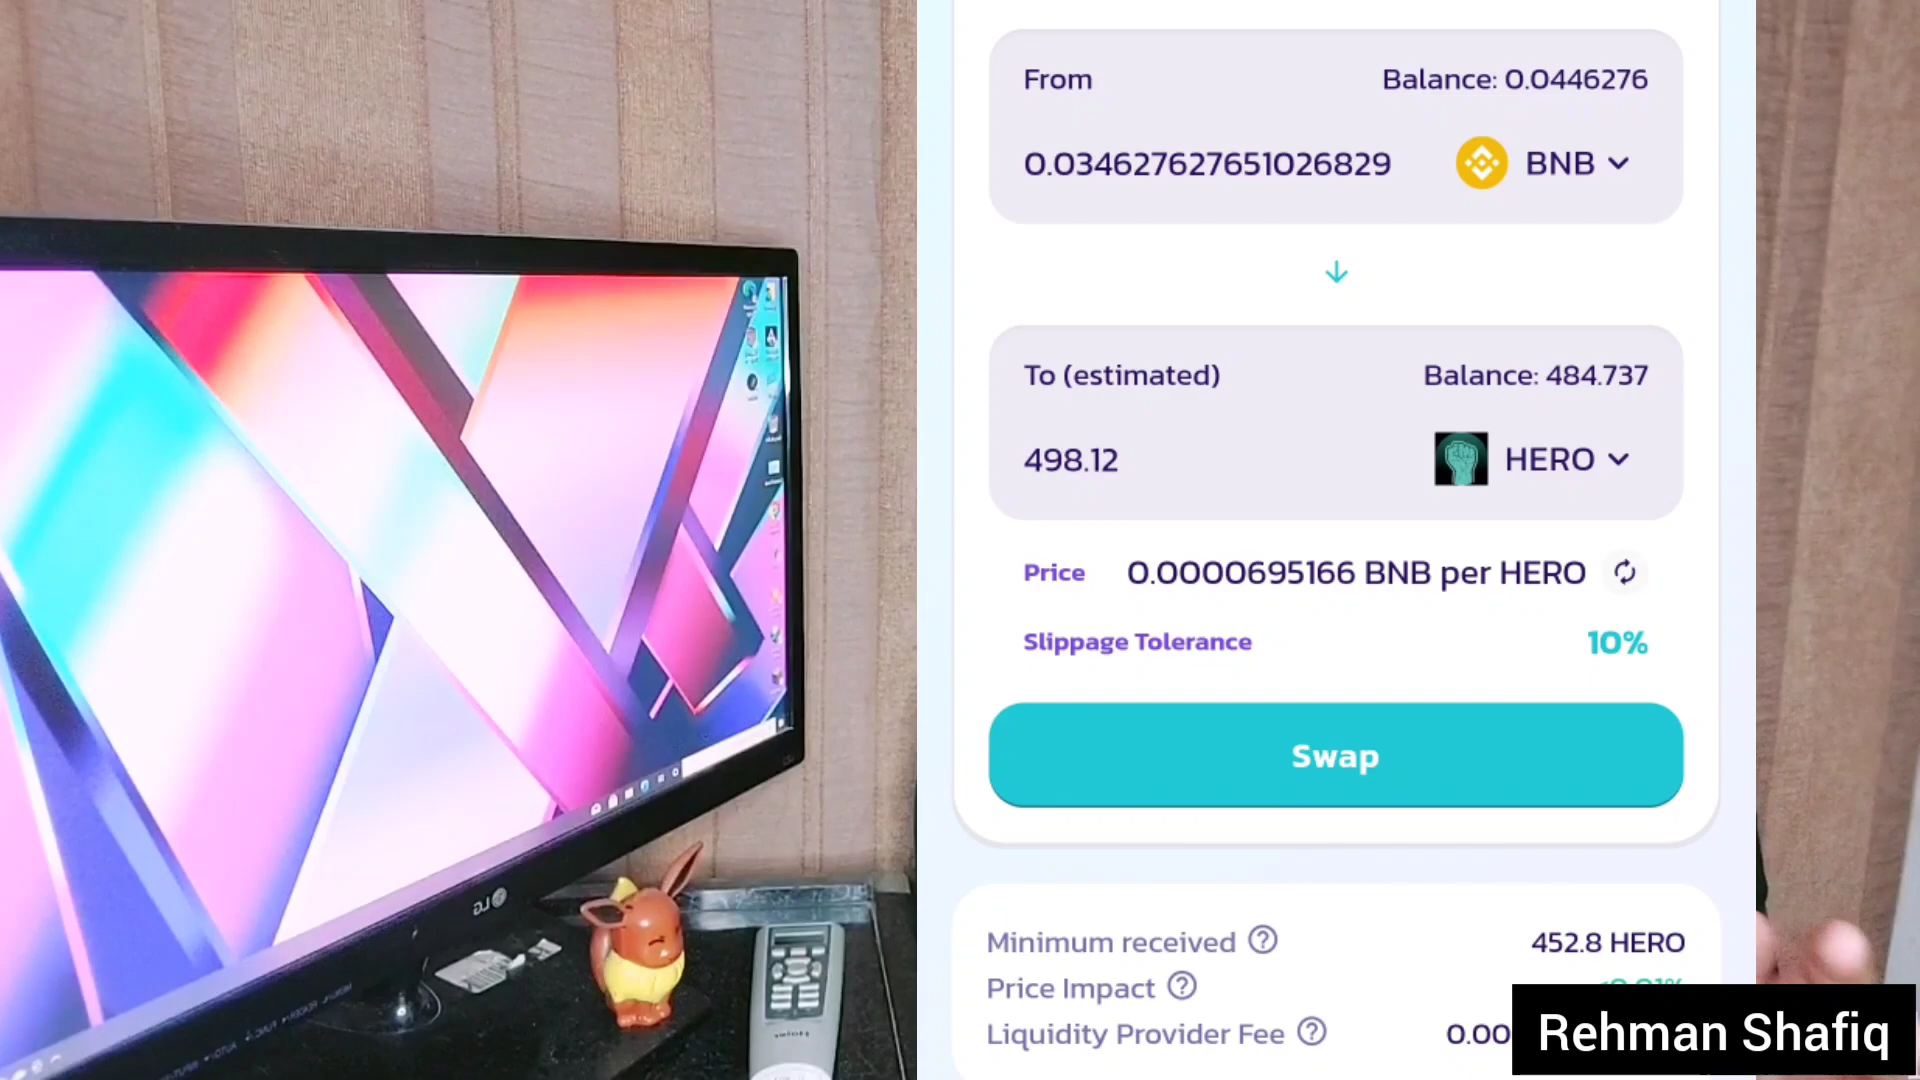 From
Balance: 0.0446276
0.034627627651026829
BNB
To (estimated)
Balance: 484.737
498.12
HERO
Price
0.0000695166 BNB per HERO
Slippage Tolerance
10%
Swap
Minimum received
452.8 HERO
Price Impact
Liquidity Provider Fee
0.00
Rehman Shafiq
LG